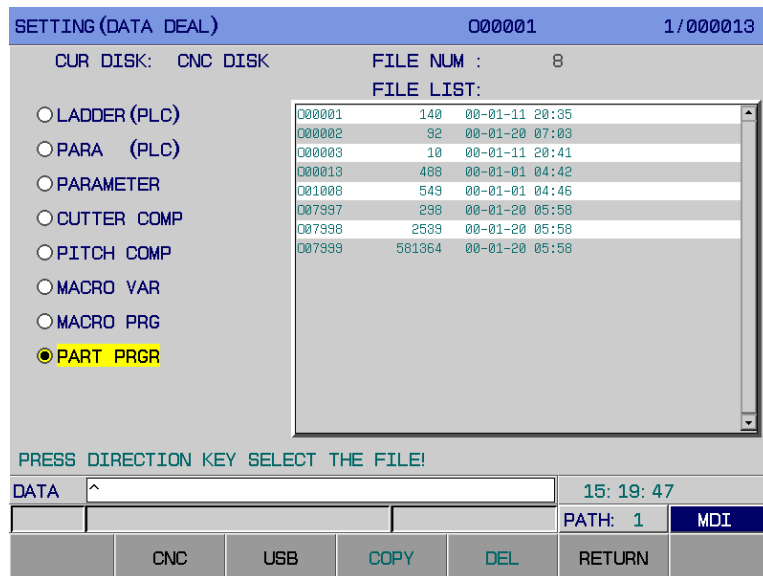 SETTING(DATA DEAL) O00001 1/000013
CUR DISK: CNC DISK FILE NUM : 8
FILE LIST:
LADDER(PLC)
PARA (PLC)
PARAMETER
CUTTER COMP
PITCH COMP
MACRO VAR
MACRO PRG
PART PRGR
O00001 140 00-01-11 20:35
O00002 92 00-01-20 07:03
O00003 10 00-01-11 20:41
O00013 488 00-01-01 04:42
O01008 549 00-01-01 04:46
O07997 298 00-01-20 05:58
O07998 2539 00-01-20 05:58
O07999 581364 00-01-20 05:58
PRESS DIRECTION KEY SELECT THE FILE!
DATA ^ 15:19:47
PATH: 1 MDI
CNC USB COPY DEL RETURN